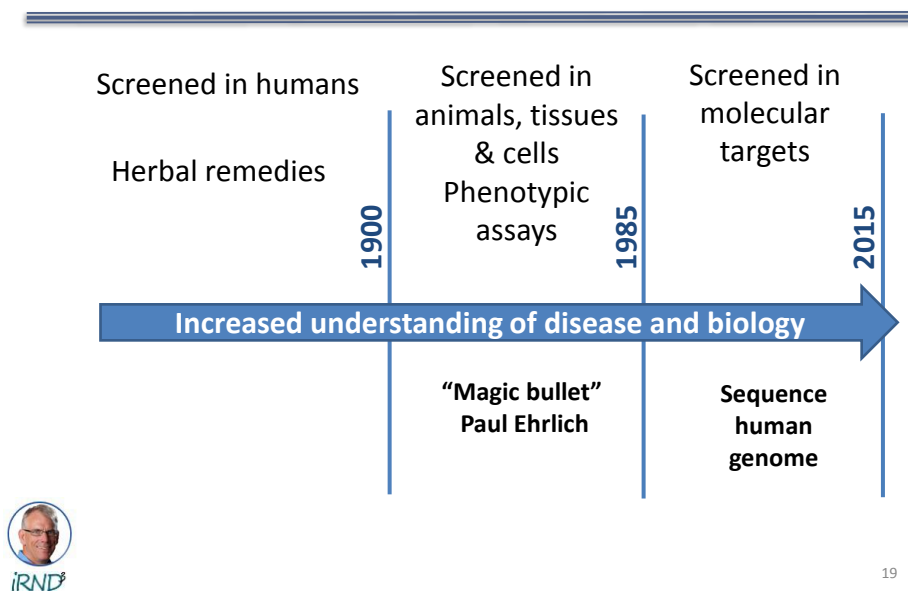 Screened in humans
Herbal remedies
1900
Screened in
animals, tissues
& cells
Phenotypic
assays
1985
Screened in
molecular
targets
2015
Increased understanding of disease and biology
“Magic bullet”
Paul Ehrlich
Sequence
human
genome
iRND³
19